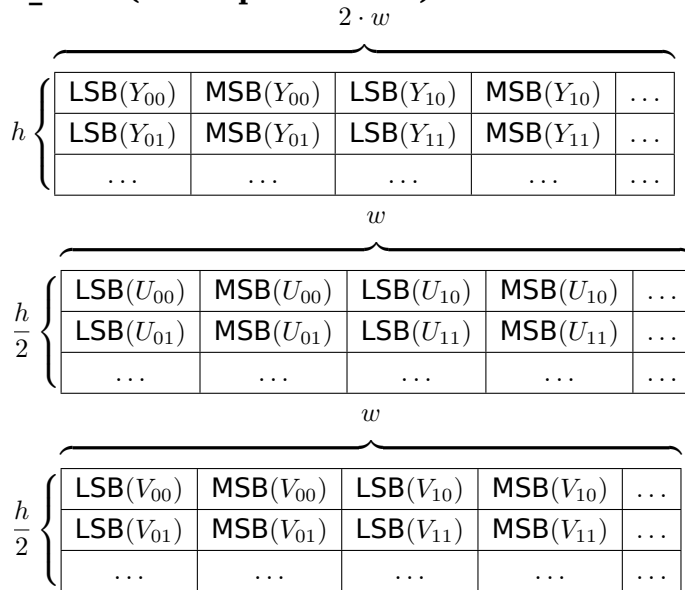 2 · w
h
LSB(Y₀₀) MSB(Y₀₀) LSB(Y₁₀) MSB(Y₁₀) ...
LSB(Y₀₁) MSB(Y₀₁) LSB(Y₁₁) MSB(Y₁₁) ...
... ... ... ... ...
w
h/2
LSB(U₀₀) MSB(U₀₀) LSB(U₁₀) MSB(U₁₀) ...
LSB(U₀₁) MSB(U₀₁) LSB(U₁₁) MSB(U₁₁) ...
... ... ... ... ...
w
h/2
LSB(V₀₀) MSB(V₀₀) LSB(V₁₀) MSB(V₁₀) ...
LSB(V₀₁) MSB(V₀₁) LSB(V₁₁) MSB(V₁₁) ...
... ... ... ... ...